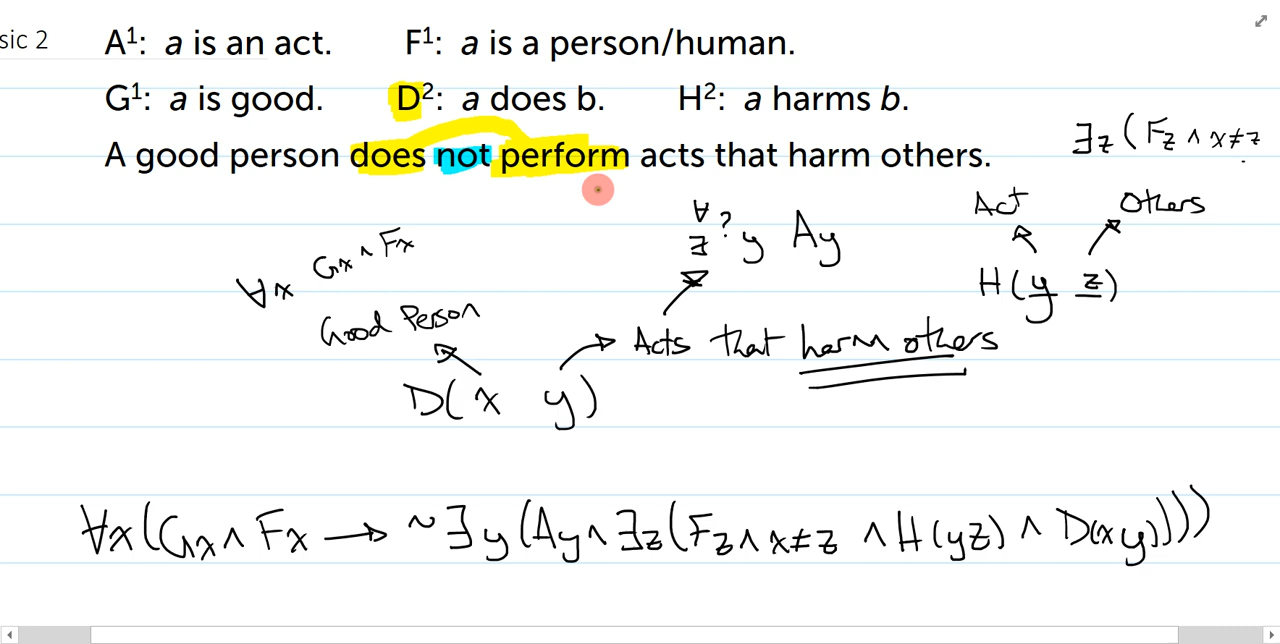 sic 2
A¹: a is an act. F¹: a is a person/human.
G¹: a is good. D²: a does b. H²: a harms b.
∃z(Fz ∧ x≠z
A good person does not perform acts that harm others.
Act Others
∀x Gx ∧ Fx
∀
∃ ? y Ay
H(y z)
Good Person
Acts that harm others
D(x y)
∀x(Gx ∧ Fx → ~∃y(Ay ∧ ∃z(Fz ∧ x≠z ∧ H(yz) ∧ D(xy))))